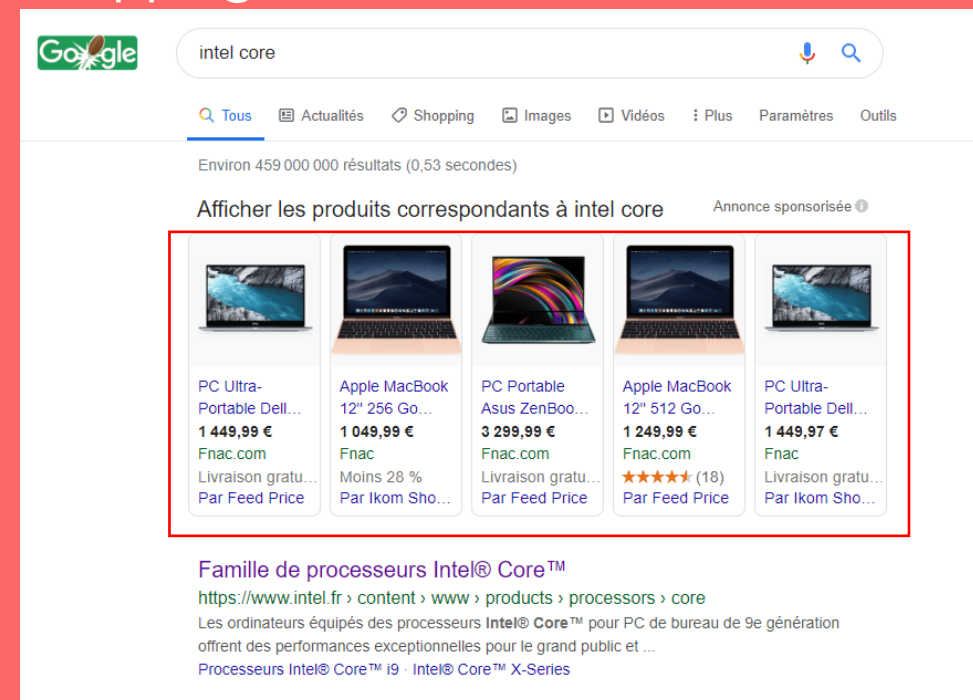 Google
intel core
Tous Actualités Shopping Images Vidéos Plus Paramètres Outils
Environ 459 000 000 résultats (0,53 secondes)
Afficher les produits correspondants à intel core
Annonce sponsorisée
PC Ultra-
Portable Dell...
1 449,99 €
Fnac.com
Livraison gratu...
Par Feed Price
Apple MacBook
12" 256 Go...
1 049,99 €
Fnac
Moins 28 %
Par Ikom Sho...
PC Portable
Asus ZenBoo...
3 299,99 €
Fnac.com
Livraison gratu...
Par Feed Price
Apple MacBook
12" 512 Go...
1 249,99 €
Fnac.com
★★★★★ (18)
Par Feed Price
PC Ultra-
Portable Dell...
1 449,97 €
Fnac
Livraison gratu...
Par Ikom Sho...
Famille de processeurs Intel® Core™
https://www.intel.fr › content › www › products › processors › core
Les ordinateurs équipés des processeurs Intel® Core™ pour PC de bureau de 9e génération
offrent des performances exceptionnelles pour le grand public et ...
Processeurs Intel® Core™ i9 · Intel® Core™ X-Series